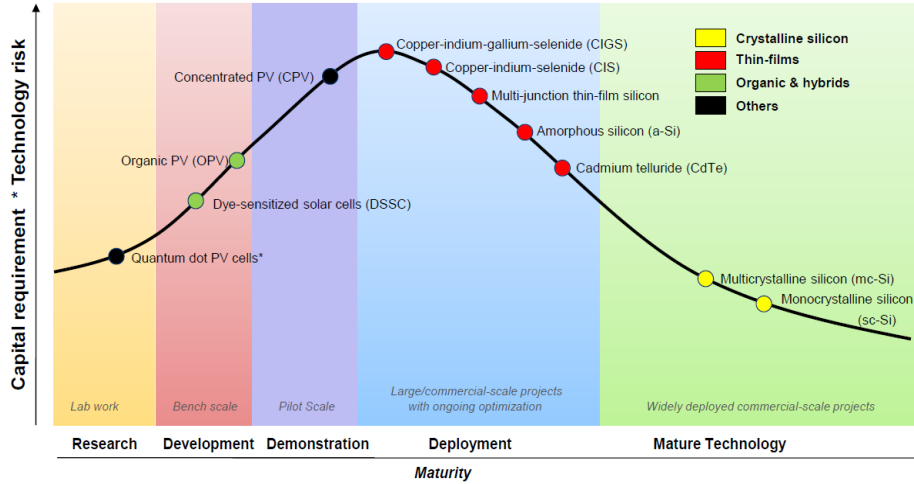 Capital requirement * Technology risk
Copper-indium-gallium-selenide (CIGS)
Copper-indium-selenide (CIS)
Concentrated PV (CPV)
Multi-junction thin-film silicon
Amorphous silicon (a-Si)
Organic PV (OPV)
Cadmium telluride (CdTe)
Dye-sensitized solar cells (DSSC)
Quantum dot PV cells*
Multicrystalline silicon (mc-Si)
Monocrystalline silicon
(sc-Si)
Crystalline silicon
Thin-films
Organic & hybrids
Others
Lab work
Bench scale
Pilot Scale
Large/commercial-scale projects
with ongoing optimization
Widely deployed commercial-scale projects
Research
Development
Demonstration
Deployment
Mature Technology
Maturity